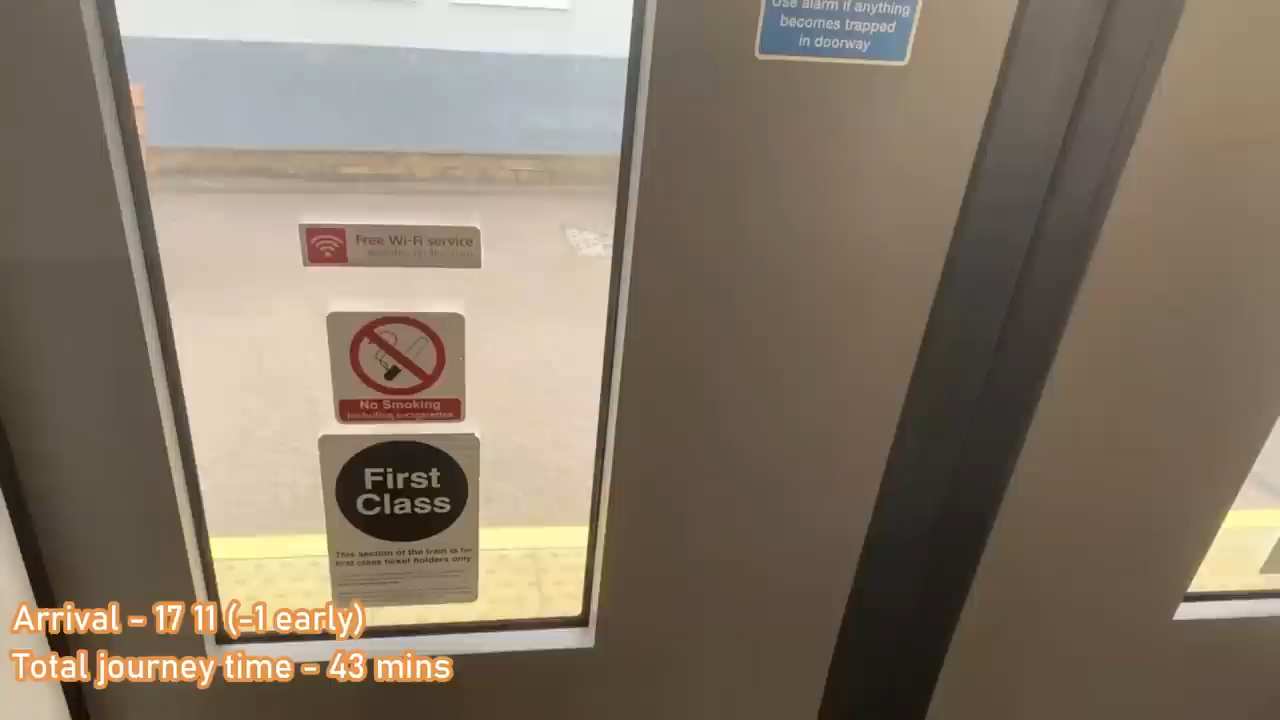 Use alarm if anything
becomes trapped
in doorway
Free Wi-Fi service
No Smoking
including ecigarettes
First
Class
This section of the train is for
first class ticket holders only
Arrival - 17 11 (-1 early)
Total journey time - 43 mins